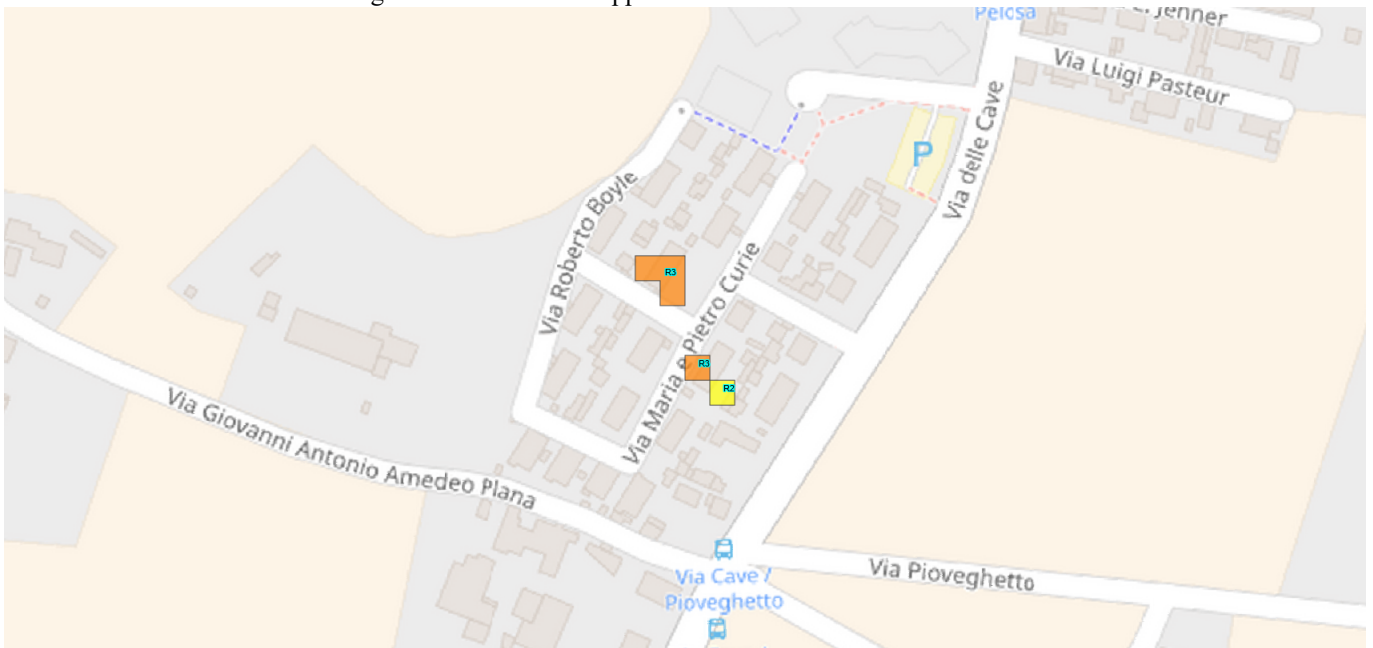 Pelosa
Via Luigi Pasteur
Via delle Cave
P
Via Roberto Boyle
R3
Via Maria e Pietro Curie
R3
R2
Via Giovanni Antonio Amedeo Plana
Via Cave /
Pioveghetto
Via Pioveghetto